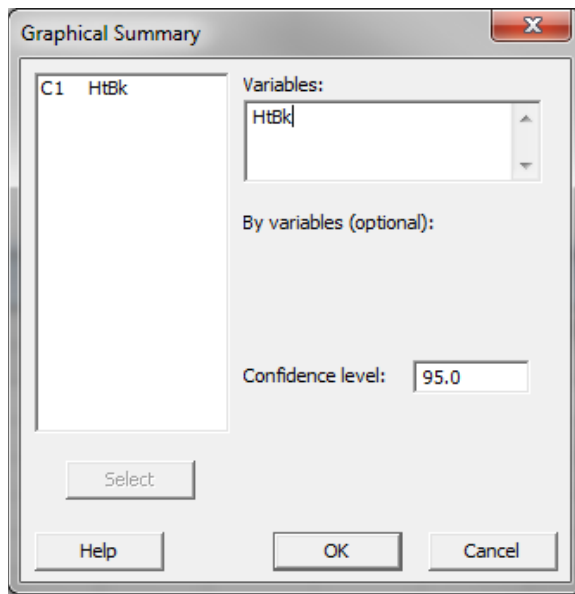 Graphical Summary
C1 HtBk
Variables:
HtBk
By variables (optional):
Confidence level: 95.0
Select
Help OK Cancel